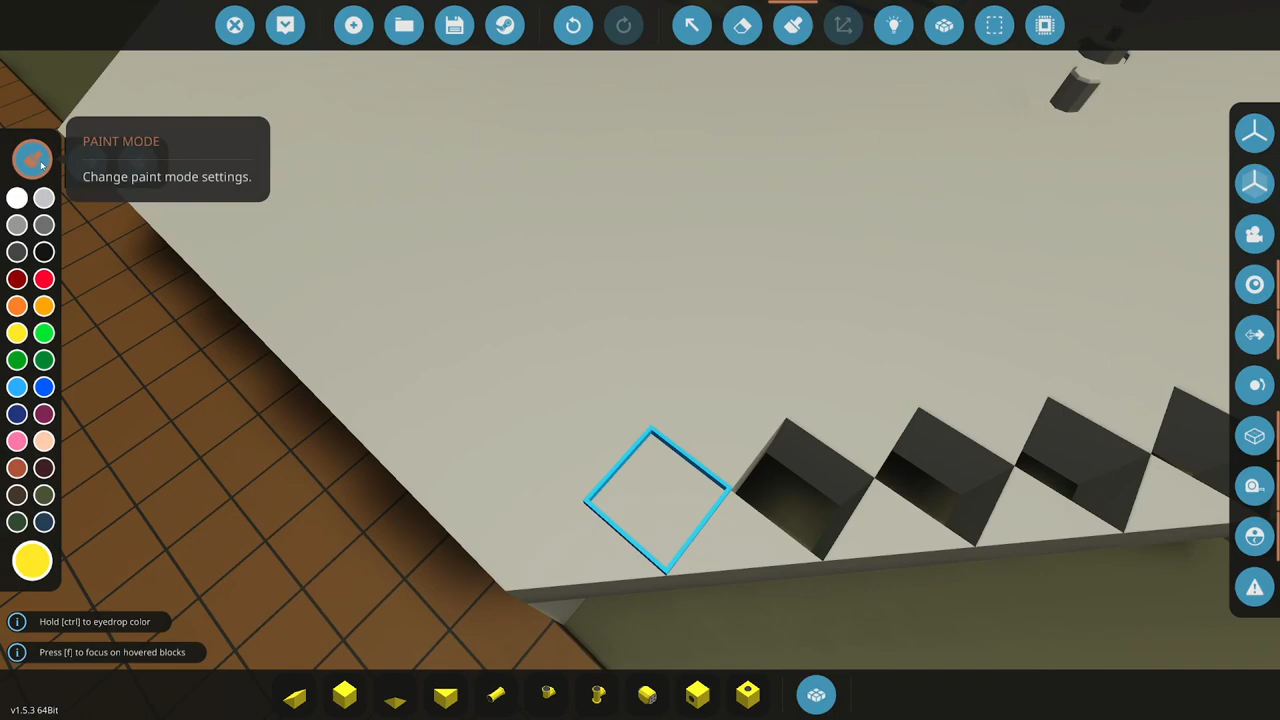 PAINT MODE
Change paint mode settings.
Hold [ctrl] to eyedrop color
Press [f] to focus on hovered blocks
v1.5.3 64Bit